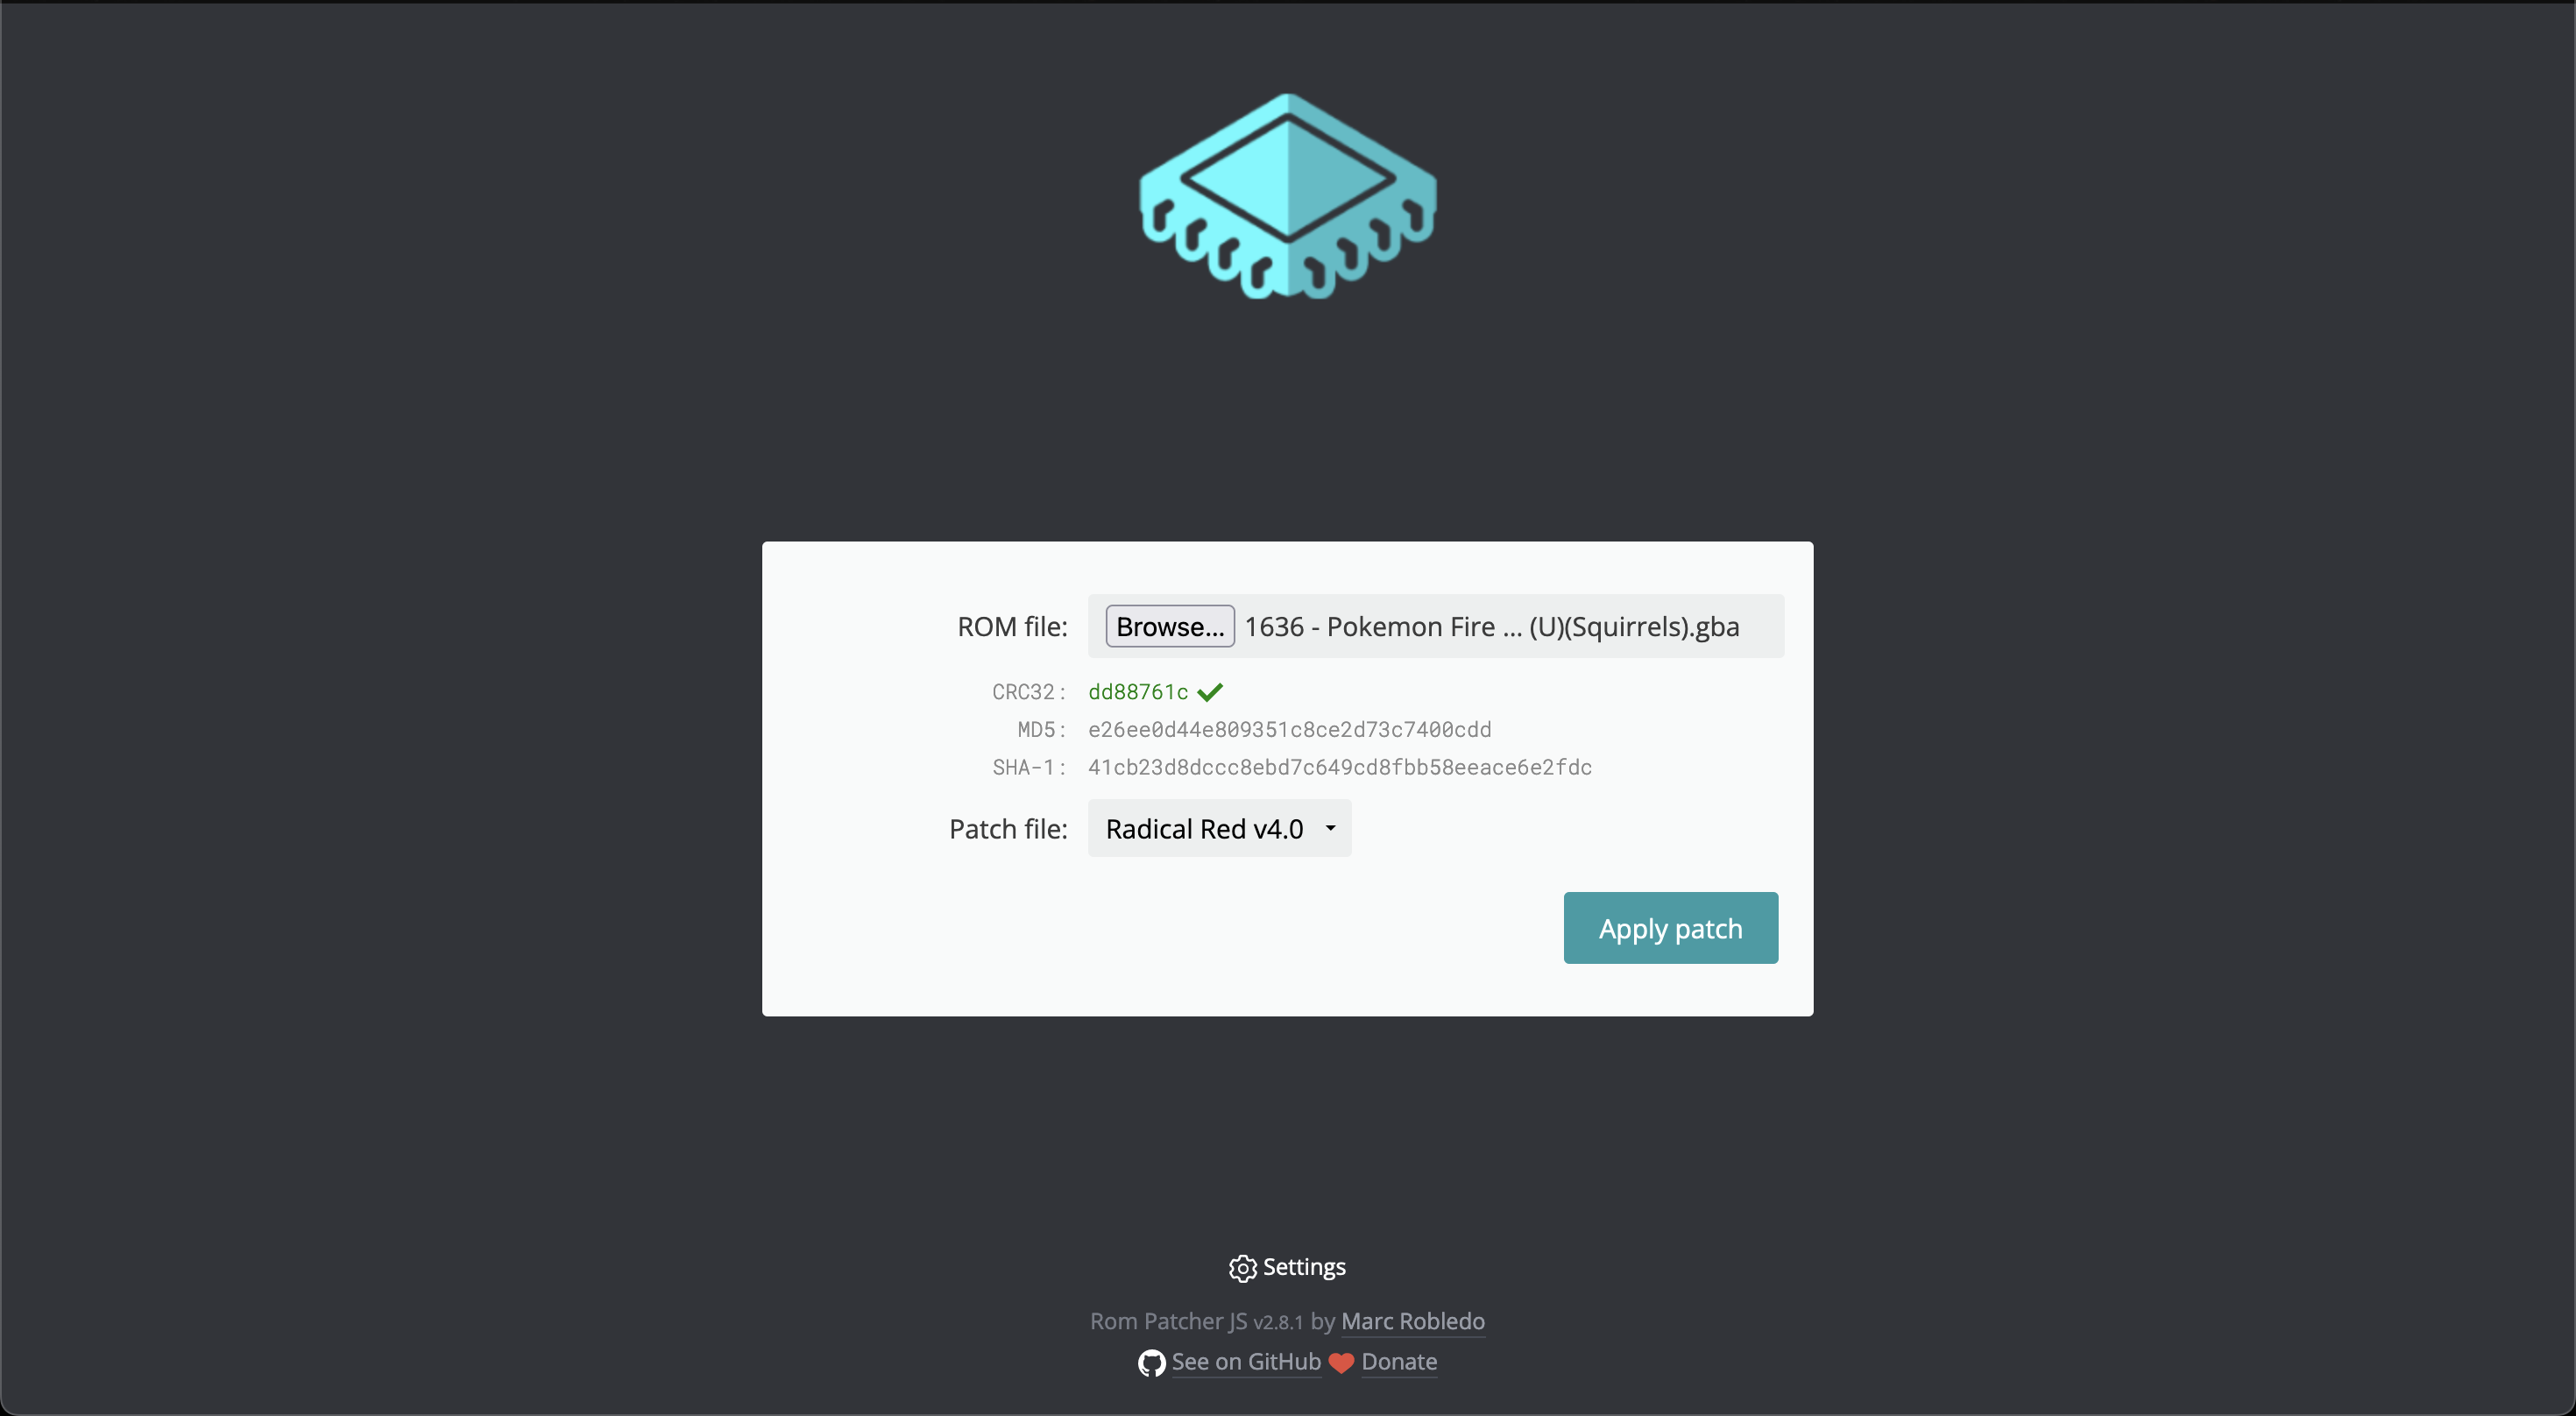 ROM file: Browse... 1636 - Pokemon Fire ... (U)(Squirrels).gba
CRC32: dd88761c
MD5: e26ee0d44e809351c8ce2d73c7400cdd
SHA-1: 41cb23d8dccc8ebd7c649cd8fbb58eeace6e2fdc
Patch file: Radical Red v4.0
Apply patch
Settings
Rom Patcher JS v2.8.1 by Marc Robledo
See on GitHub Donate